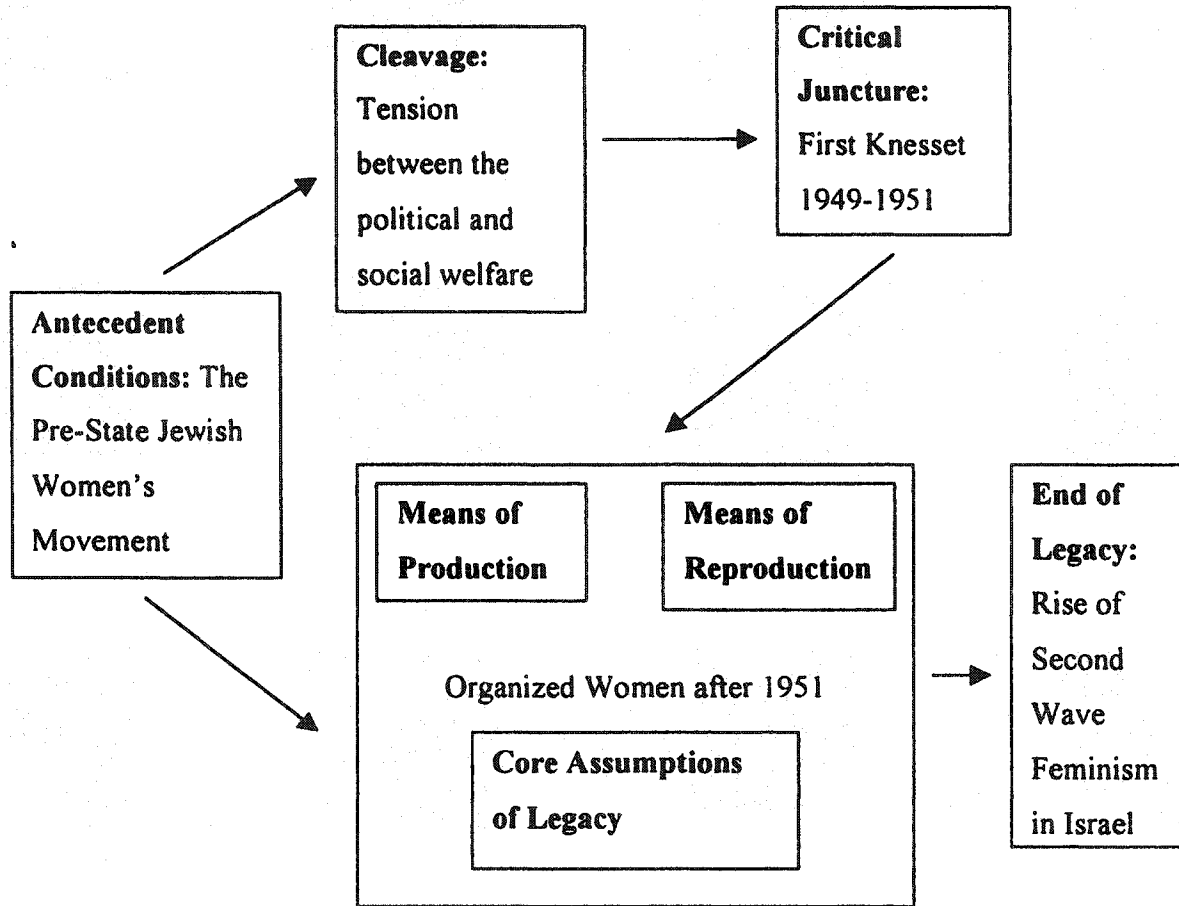 Cleavage:
Tension
between the
political and
social welfare
Critical
Juncture:
First Knesset
1949-1951
Antecedent
Conditions: The
Pre-State Jewish
Women's
Movement
Means of
Production
Means of
Reproduction
Organized Women after 1951
Core Assumptions
of Legacy
End of
Legacy:
Rise of
Second
Wave
Feminism
in Israel